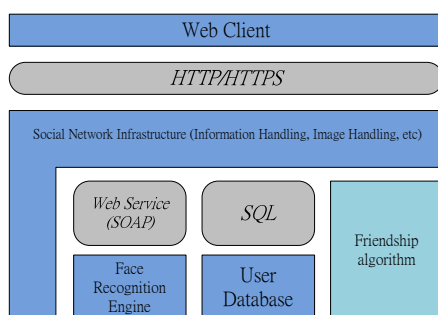 Web Client
HTTP/HTTPS
Social Network Infrastructure (Information Handling, Image Handling, etc)
Web Service
(SOAP)
SQL
Friendship
algorithm
Face
Recognition
Engine
User
Database